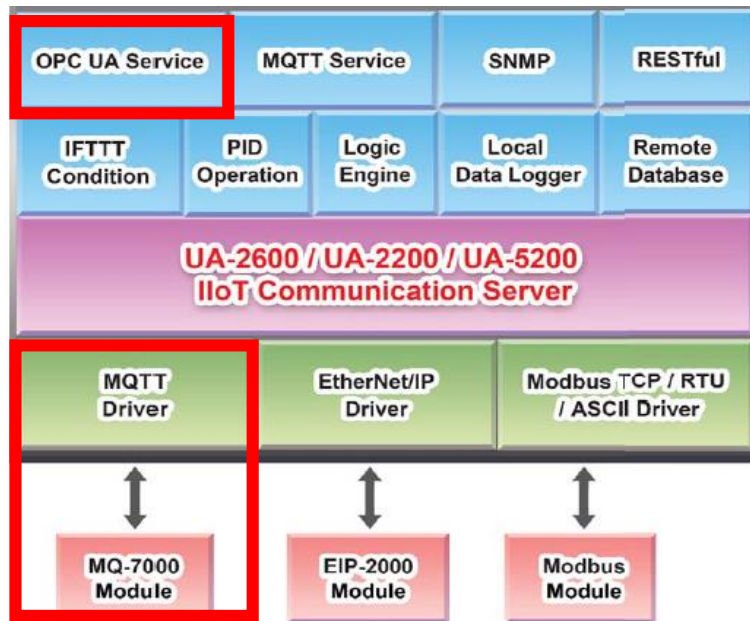 OPC UA Service
MQTT Service
SNMP
RESTful
IFTTT
Condition
PID
Operation
Logic
Engine
Local
Data Logger
Remote
Database
UA-2600 / UA-2200 / UA-5200
IIoT Communication Server
MQTT
Driver
EtherNet/IP
Driver
Modbus TCP / RTU
/ ASCII Driver
MQ-7000
Module
EIP-2000
Module
Modbus
Module